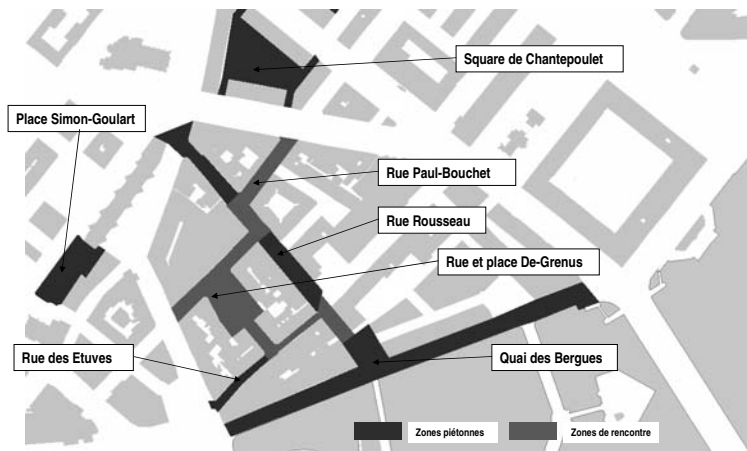 Square de Chantepoulet
Place Simon-Goulart
Rue Paul-Bouchet
Rue Rousseau
Rue et place De-Grenus
Rue des Etuves
Quai des Bergues
Zones piétonnes
Zones de rencontre